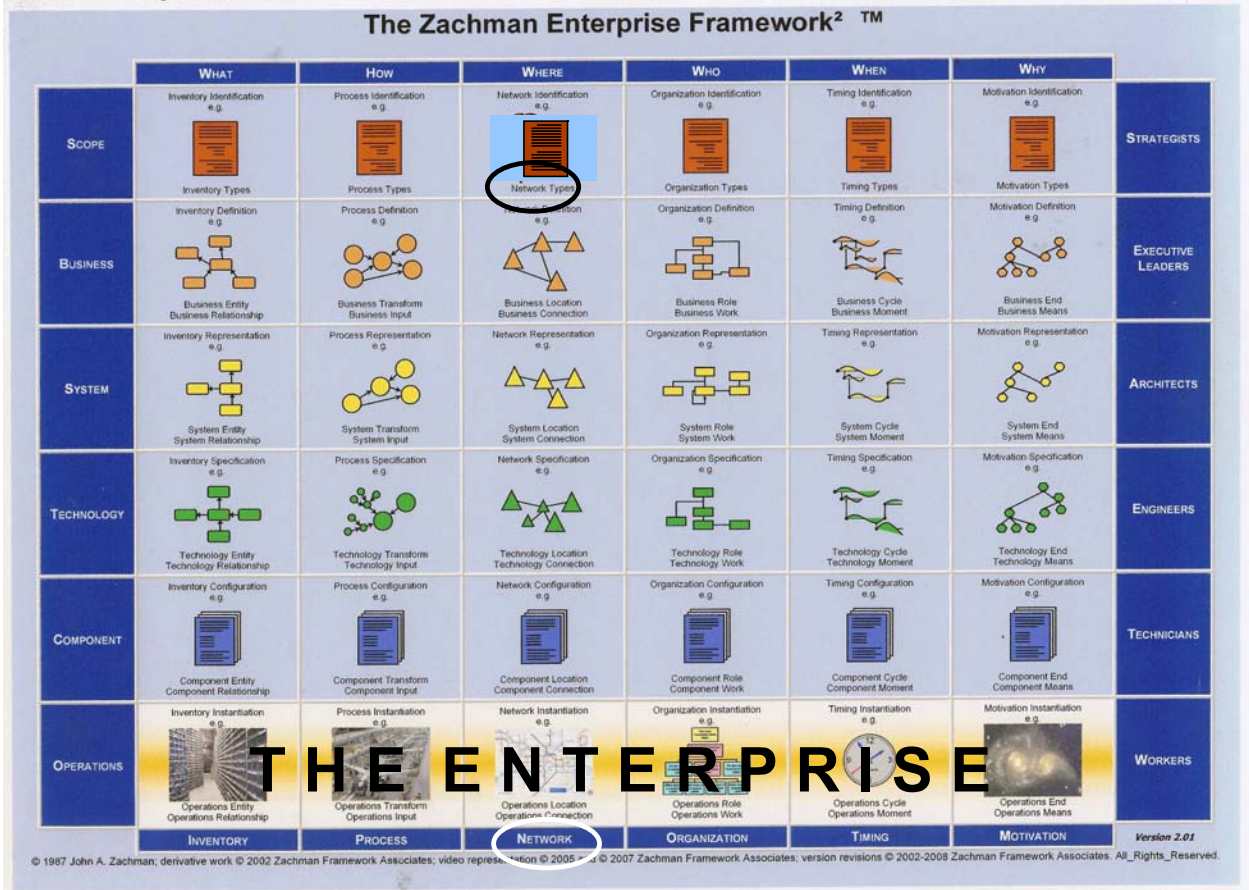 The Zachman Enterprise Framework² ™
WHAT
HOW
WHERE
WHO
WHEN
WHY
SCOPE
Inventory Identification
e.g.
Inventory Types
Process Identification
e.g.
Process Types
Network Identification
e.g.
Network Types
Organization Identification
e.g.
Organization Types
Timing Identification
e.g.
Timing Types
Motivation Identification
e.g.
Motivation Types
STRATEGISTS
BUSINESS
Inventory Definition
e.g.
Business Entity
Business Relationship
Process Definition
e.g.
Business Transform
Business Input
Network Definition
e.g.
Business Location
Business Connection
Organization Definition
e.g.
Business Role
Business Work
Timing Definition
e.g.
Business Cycle
Business Moment
Motivation Definition
e.g.
Business End
Business Means
EXECUTIVE
LEADERS
SYSTEM
Inventory Representation
e.g.
System Entity
System Relationship
Process Representation
e.g.
System Transform
System Input
Network Representation
e.g.
System Location
System Connection
Organization Representation
e.g.
System Role
System Work
Timing Representation
e.g.
System Cycle
System Moment
Motivation Representation
e.g.
System End
System Means
ARCHITECTS
TECHNOLOGY
Inventory Specification
e.g.
Technology Entity
Technology Relationship
Process Specification
e.g.
Technology Transform
Technology Input
Network Specification
e.g.
Technology Location
Technology Connection
Organization Specification
e.g.
Technology Role
Technology Work
Timing Specification
e.g.
Technology Cycle
Technology Moment
Motivation Specification
e.g.
Technology End
Technology Means
ENGINEERS
COMPONENT
Inventory Configuration
e.g.
Component Entity
Component Relationship
Process Configuration
e.g.
Component Transform
Component Input
Network Configuration
e.g.
Component Location
Component Connection
Organization Configuration
e.g.
Component Role
Component Work
Timing Configuration
e.g.
Component Cycle
Component Moment
Motivation Configuration
e.g.
Component End
Component Means
TECHNICIANS
OPERATIONS
Inventory Instantiation
e.g.
Operations Entity
Operations Relationship
Process Instantiation
e.g.
Operations Transform
Operations Input
Network Instantiation
e.g.
Operations Location
Operations Connection
Organization Instantiation
e.g.
Operations Role
Operations Work
Timing Instantiation
e.g.
12
Operations Cycle
Operations Moment
Motivation Instantiation
e.g.
Operations End
Operations Means
WORKERS
THE ENTERPRISE
INVENTORY
PROCESS
NETWORK
ORGANIZATION
TIMING
MOTIVATION
Version 2.01
© 1987 John A. Zachman; derivative work © 2002 Zachman Framework Associates; video representation © 2005 and © 2007 Zachman Framework Associates; version revisions © 2002-2008 Zachman Framework Associates. All_Rights_Reserved.